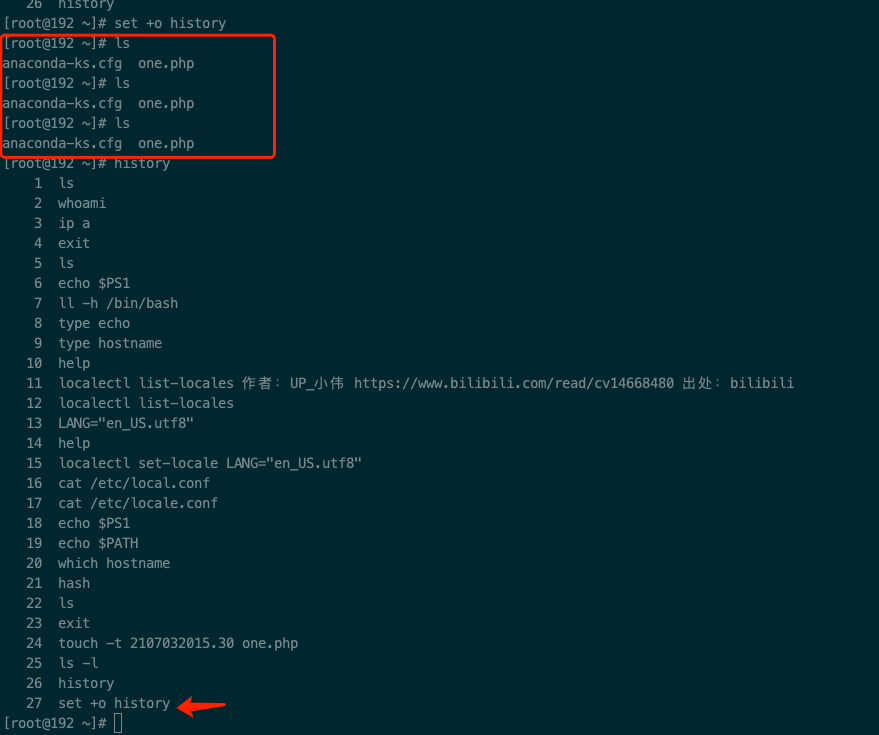 26 history
[root@192 ~]# set +o history
[root@192 ~]# ls
anaconda-ks.cfg one.php
[root@192 ~]# ls
anaconda-ks.cfg one.php
[root@192 ~]# ls
anaconda-ks.cfg one.php
[root@192 ~]# history
1 ls
2 whoami
3 ip a
4 exit
5 ls
6 echo $PS1
7 ll -h /bin/bash
8 type echo
9 type hostname
10 help
11 localectl list-locales 作者：UP_小伟 https://www.bilibili.com/read/cv14668480 出处：bilibili
12 localectl list-locales
13 LANG="en_US.utf8"
14 help
15 localectl set-locale LANG="en_US.utf8"
16 cat /etc/local.conf
17 cat /etc/locale.conf
18 echo $PS1
19 echo $PATH
20 which hostname
21 hash
22 ls
23 exit
24 touch -t 2107032015.30 one.php
25 ls -l
26 history
27 set +o history
[root@192 ~]#